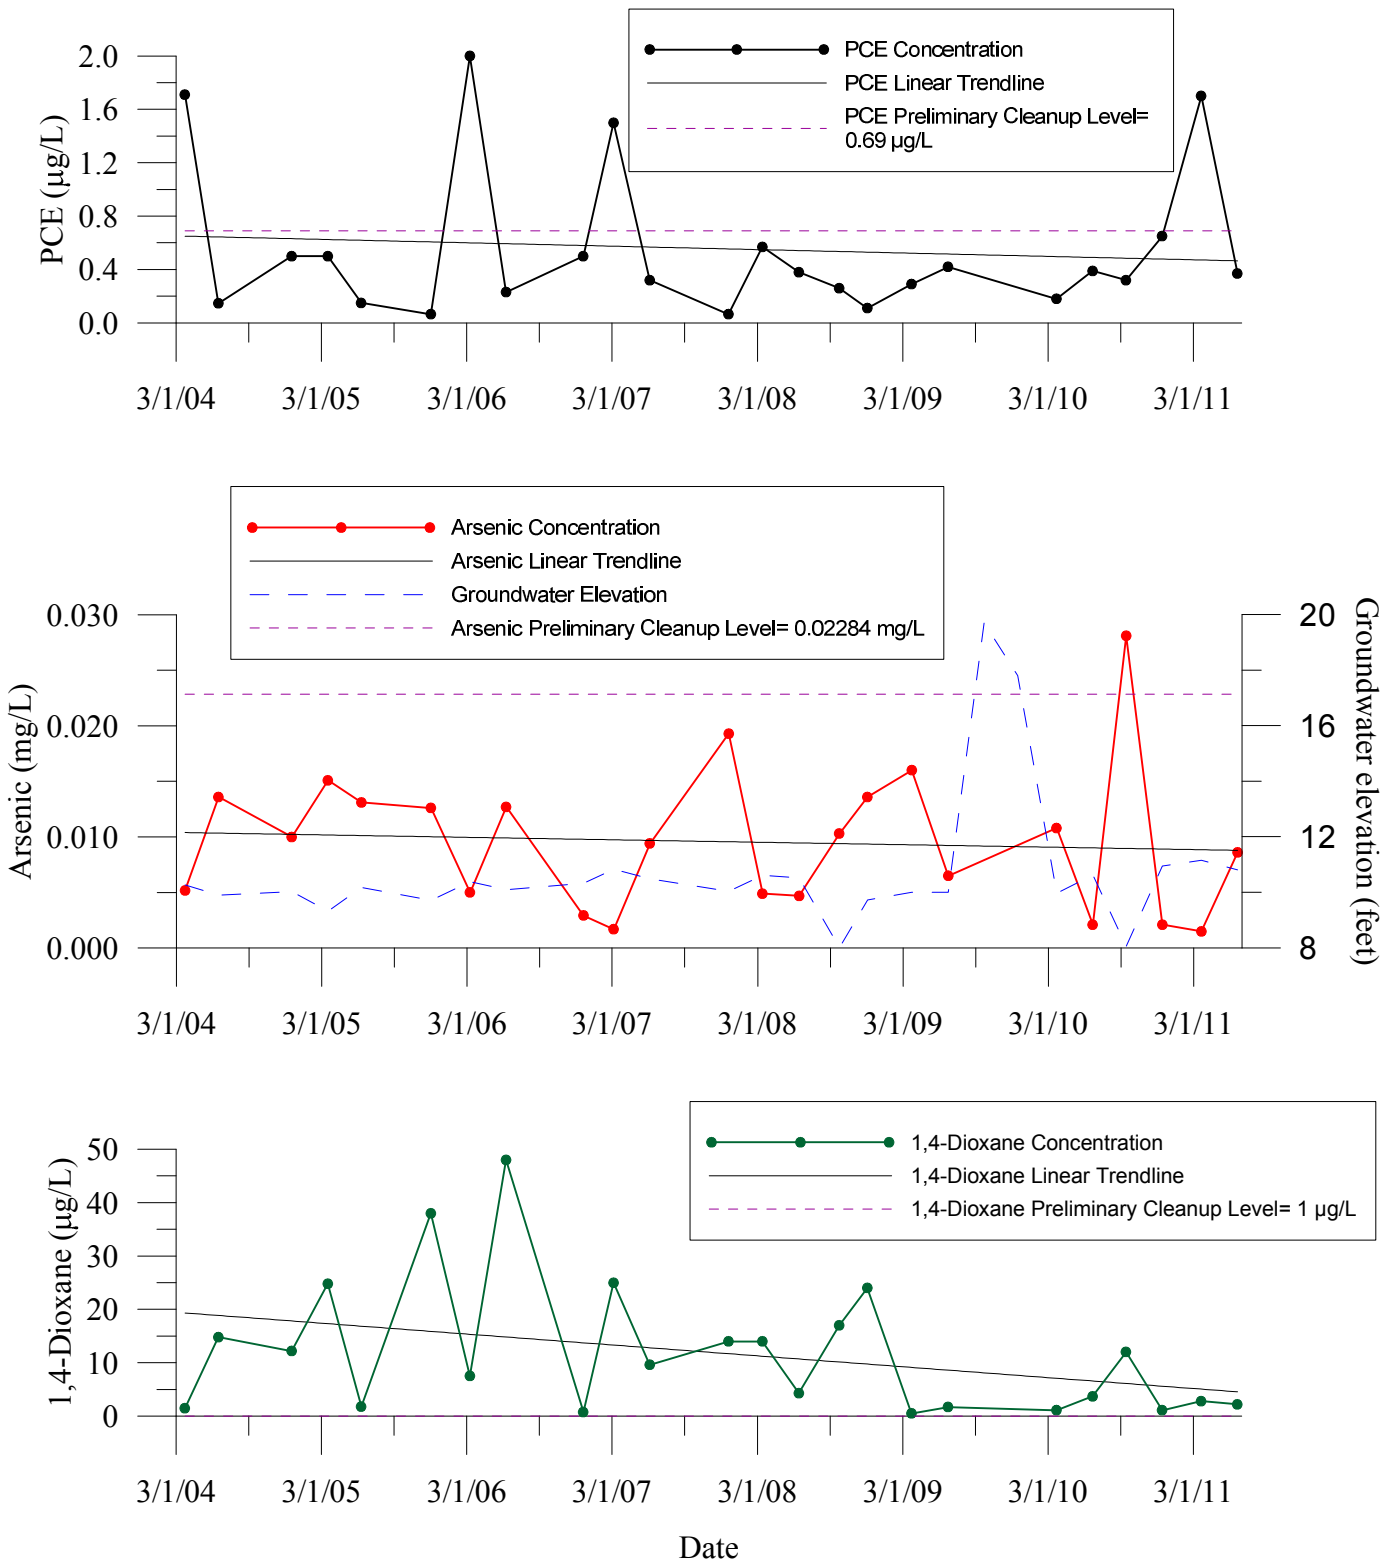 PCE Concentration
PCE Linear Trendline
PCE Preliminary Cleanup Level=
0.69 µg/L
PCE (µg/L)
2.0
1.6
1.2
0.8
0.4
0.0
3/1/04 3/1/05 3/1/06 3/1/07 3/1/08 3/1/09 3/1/10 3/1/11
Arsenic Concentration
Arsenic Linear Trendline
Groundwater Elevation
Arsenic Preliminary Cleanup Level= 0.02284 mg/L
Arsenic (mg/L)
0.030
0.020
0.010
0.000
20
16
12
8
Groundwater elevation (feet)
3/1/04 3/1/05 3/1/06 3/1/07 3/1/08 3/1/09 3/1/10 3/1/11
1,4-Dioxane Concentration
1,4-Dioxane Linear Trendline
1,4-Dioxane Preliminary Cleanup Level= 1 µg/L
1,4-Dioxane (µg/L)
50
40
30
20
10
0
3/1/04 3/1/05 3/1/06 3/1/07 3/1/08 3/1/09 3/1/10 3/1/11
Date